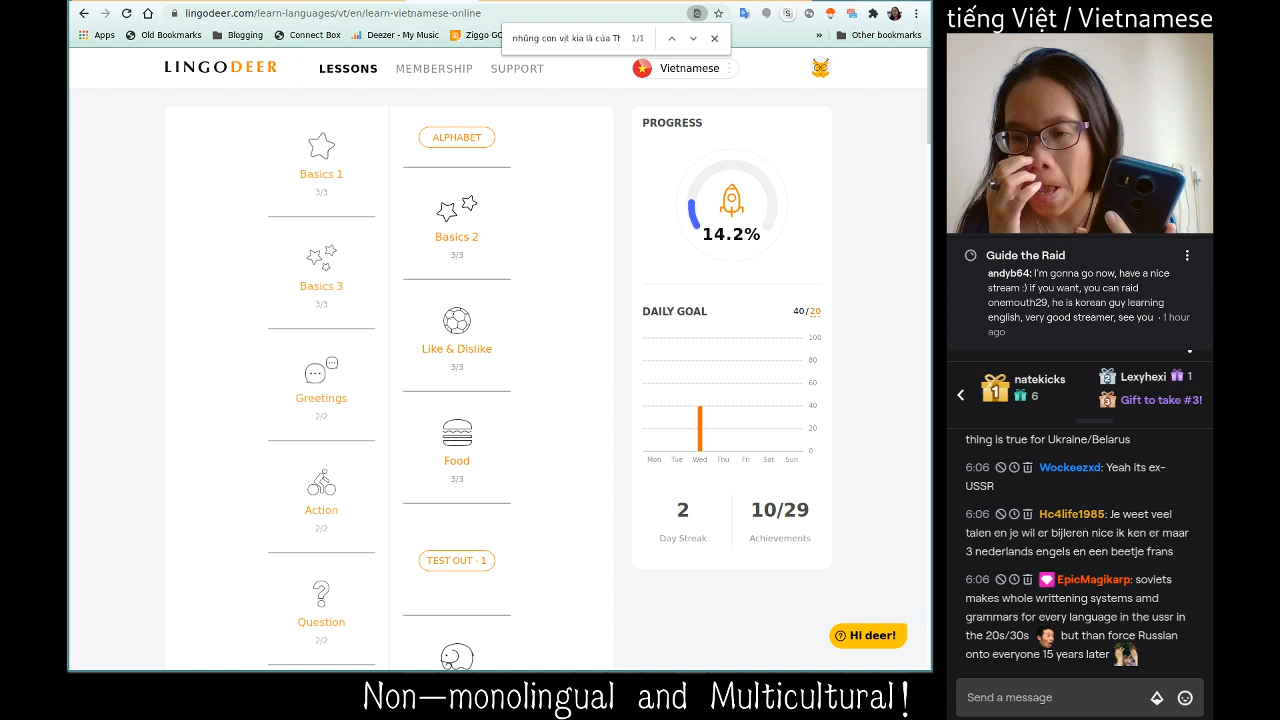 lingodeer.com/learn-languages/vt/en/learn-vietnamese-online
Apps
Old Bookmarks
Blogging
Connect Box
Deezer - My Music
Ziggo GO
những con vịt kia là của Th
1/1
»
Other bookmarks
LINGODEER
LESSONS
MEMBERSHIP
SUPPORT
Vietnamese
Basics 1
3/3
Basics 3
3/3
Greetings
2/2
Action
2/2
Question
2/2
ALPHABET
Basics 2
3/3
Like & Dislike
3/3
Food
3/3
TEST OUT - 1
PROGRESS
14.2%
DAILY GOAL
40/20
100
80
60
40
20
0
Mon Tue Wed Thu Fri Sat Sun
2
Day Streak
10/29
Achievements
Hi deer!
Non—monolingual and Multicultural!
tiếng Việt / Vietnamese
Guide the Raid
andyb64: I'm gonna go now, have a nice
stream :) if you want, you can raid
onemouth29, he is korean guy learning
english, very good streamer, see you · 1 hour
ago
1
natekicks
6
2
Lexyhexi 1
3
Gift to take #3!
thing is true for Ukraine/Belarus
6:06 Wockeezxd: Yeah its ex-
USSR
6:06 Hc4life1985: Je weet veel
talen en je wil er bijleren nice ik ken er maar
3 nederlands engels en een beetje frans
6:06 EpicMagikarp: soviets
makes whole writtening systems amd
grammars for every language in the ussr in
the 20s/30s but than force Russian
onto everyone 15 years later
Send a message